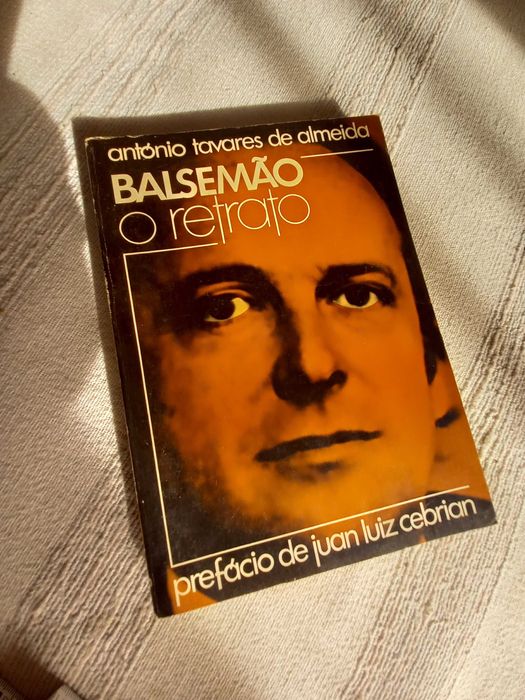 antónio tavares de almeida
BALSEMÃO
o retrato
prefácio de juan luiz cebrian